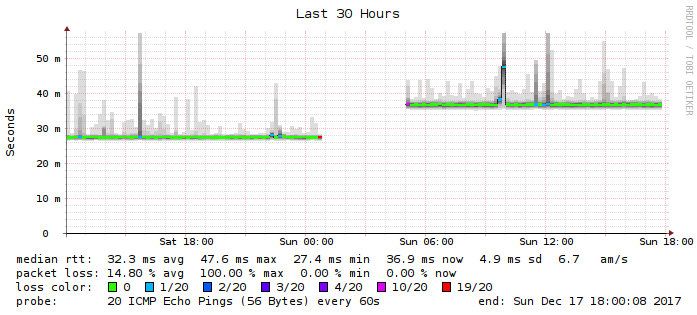 Last 30 Hours
RRDTOOL / TOBI OETIKER
Seconds
50 m
40 m
30 m
20 m
10 m
0
Sat 18:00 Sun 00:00 Sun 06:00 Sun 12:00 Sun 18:00
median rtt: 32.3 ms avg 47.6 ms max 27.4 ms min 36.9 ms now 4.9 ms sd 6.7 am/s
packet loss: 14.80 % avg 100.00 % max 0.00 % min 0.00 % now
loss color: 0 1/20 2/20 3/20 4/20 10/20 19/20
probe: 20 ICMP Echo Pings (56 Bytes) every 60s end: Sun Dec 17 18:00:08 2017